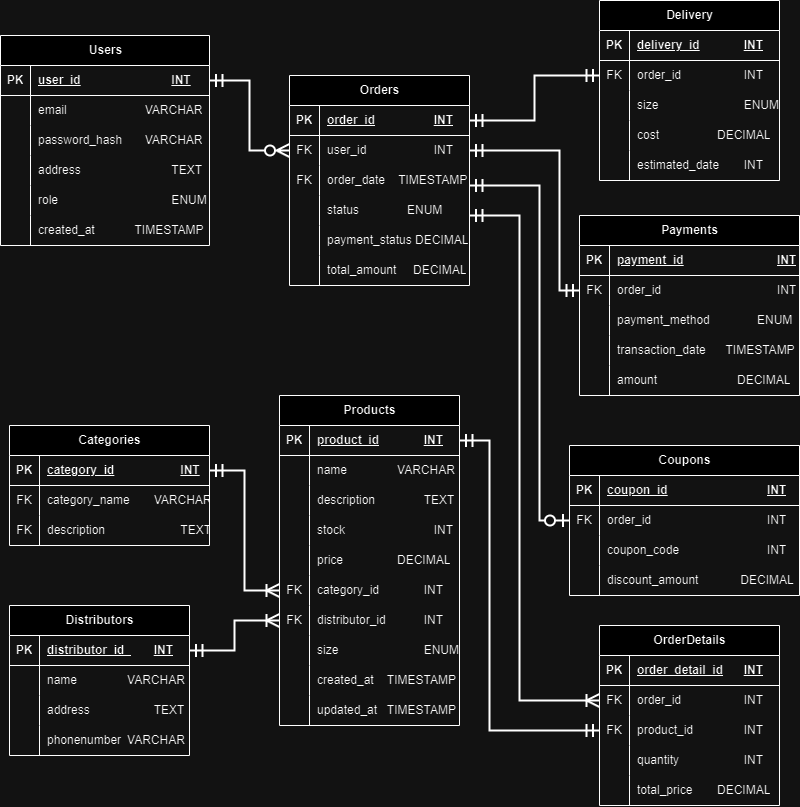 Users
PK user_id INT
email VARCHAR
password_hash VARCHAR
address TEXT
role ENUM
created_at TIMESTAMP
Orders
PK order_id INT
FK user_id INT
FK order_date TIMESTAMP
status ENUM
payment_status DECIMAL
total_amount DECIMAL
Delivery
PK delivery_id INT
FK order_id INT
size ENUM
cost DECIMAL
estimated_date INT
Payments
PK payment_id INT
FK order_id INT
payment_method ENUM
transaction_date TIMESTAMP
amount DECIMAL
Categories
PK category_id INT
FK category_name VARCHAR
FK description TEXT
Products
PK product_id INT
name VARCHAR
description TEXT
stock INT
price DECIMAL
FK category_id INT
FK distributor_id INT
size ENUM
created_at TIMESTAMP
updated_at TIMESTAMP
Coupons
PK coupon_id INT
FK order_id INT
coupon_code INT
discount_amount DECIMAL
Distributors
PK distributor_id INT
name VARCHAR
address TEXT
phonenumber VARCHAR
OrderDetails
PK order_detail_id INT
FK order_id INT
FK product_id INT
quantity INT
total_price DECIMAL